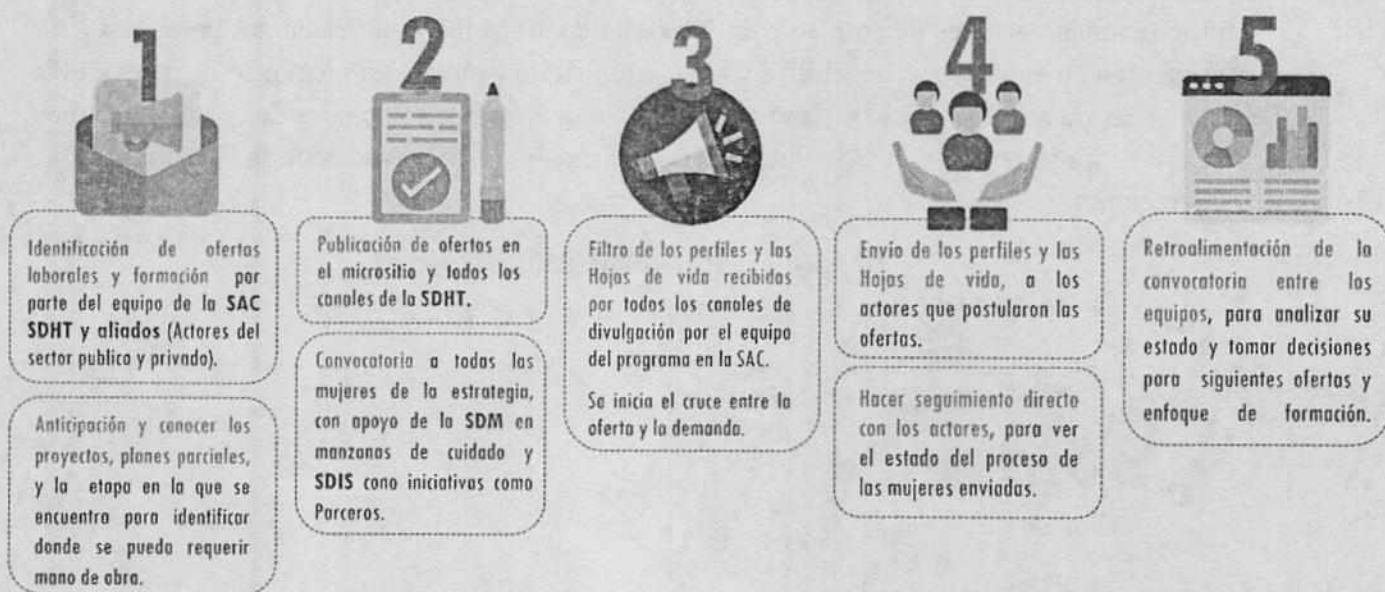 1
Identificación de ofertas
laborales y formación por
parte del equipo de la SAC
SDHT y aliados (Actores del
sector publico y privado).
Anticipación y conocer los
proyectos, planes parciales,
y la etapa en la que se
encuentra para identificar
donde se pueda requerir
mano de obra.
2
Publicación de ofertas en
el micrositio y todos los
canales de la SDHT.
Convocatoria a todas las
mujeres de la estrategia,
con apoyo de la SDM en
manzanas de cuidado y
SDIS cono iniciativas como
Parceros.
3
Filtro de los perfiles y las
Hojas de vida recibidas
por todos los canales de
divulgación por el equipo
del programa en la SAC.
Se inicia el cruce entre la
oferta y la demanda.
4
Envío de los perfiles y las
Hojas de vida, a los
actores que postularon las
ofertas.
Hacer seguimiento directo
con los actores, para ver
el estado del proceso de
las mujeres enviadas.
5
Retroalimentación de la
convocatoria entre los
equipos, para analizar su
estado y tomar decisiones
para siguientes ofertas y
enfoque de formación.